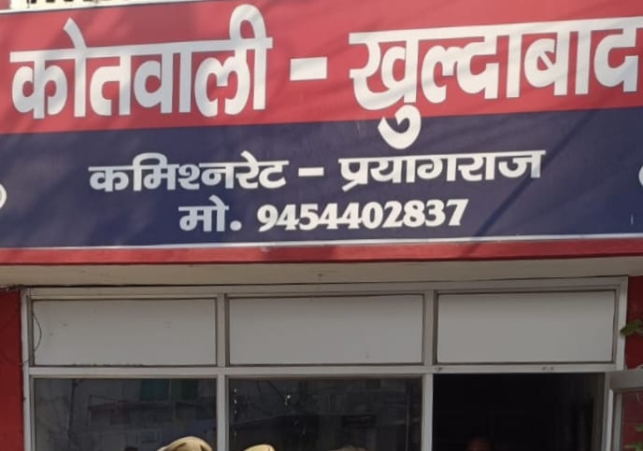 कोतवाली - खुल्दाबाद
कमिश्नरेट - प्रयागराज
मो. 9454402837